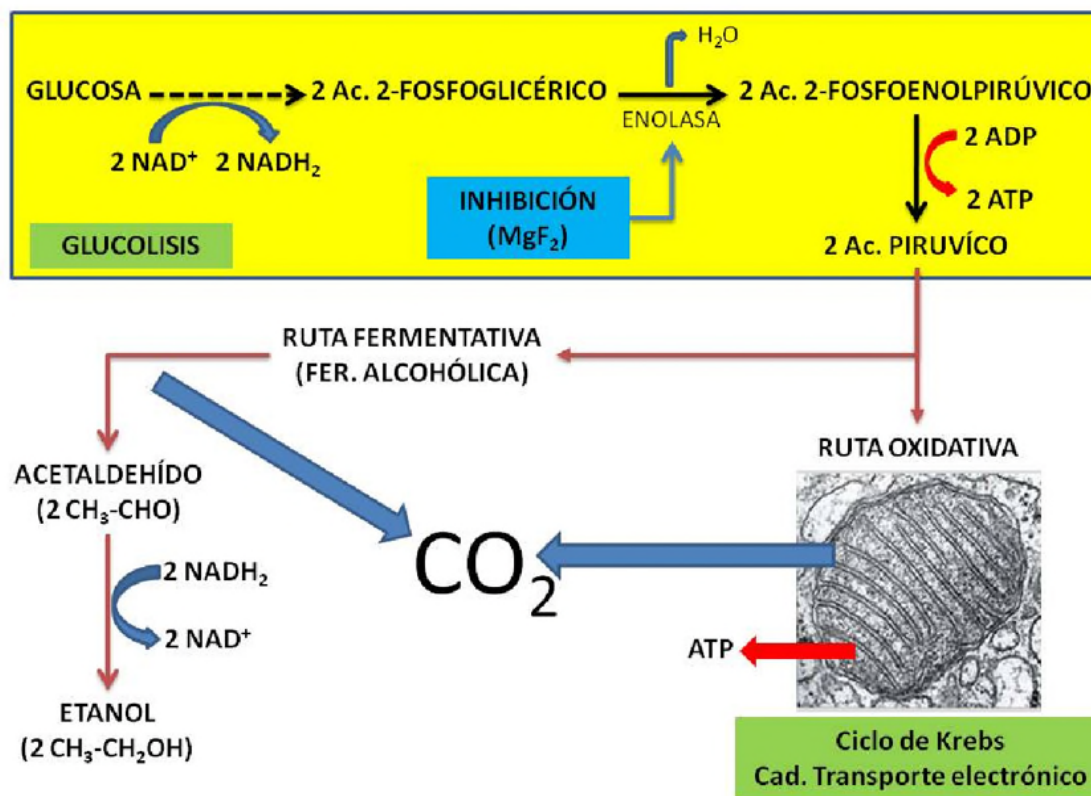 H₂O
GLUCOSA
2 Ac. 2-FOSFOGLICÉRICO
2 Ac. 2-FOSFOENOLPIRÚVICO
ENOLASA
2 NAD⁺ 2 NADH₂
2 ADP
2 ATP
INHIBICIÓN
(MgF₂)
GLUCOLISIS
2 Ac. PIRUVÍCO
RUTA FERMENTATIVA
(FER. ALCOHÓLICA)
RUTA OXIDATIVA
ACETALDEHÍDO
(2 CH₃-CHO)
CO₂
2 NADH₂
2 NAD⁺
ATP
ETANOL
(2 CH₃-CH₂OH)
Ciclo de Krebs
Cad. Transporte electrónico